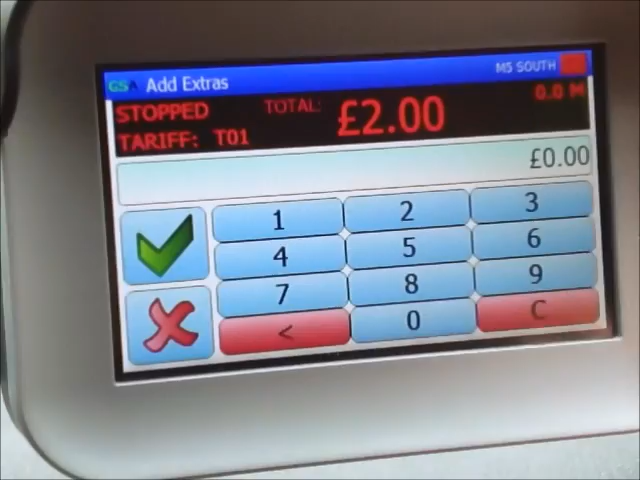 GSA Add Extras M5 SOUTH
STOPPED TOTAL: £2.00 0.0 M
TARIFF: T01
£0.00
1 2 3
4 5 6
7 8 9
< 0 C